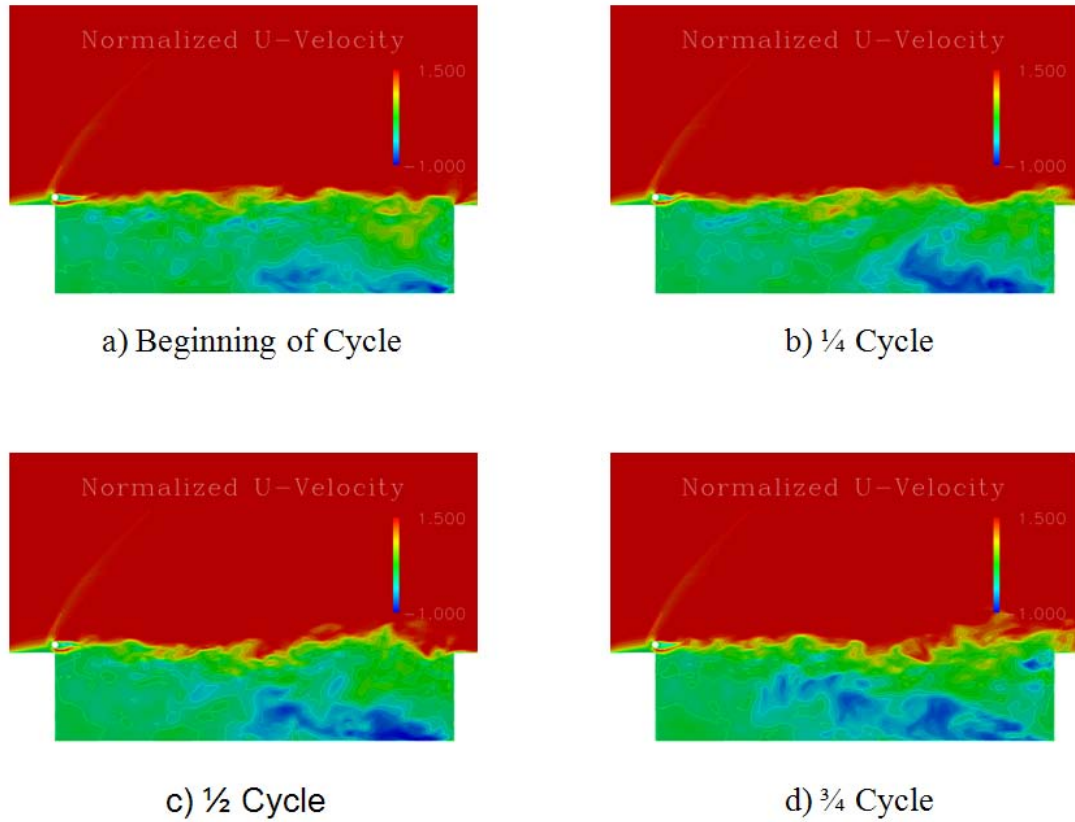 Normalized U-Velocity
1.500
-1.000
a) Beginning of Cycle
Normalized U-Velocity
1.500
-1.000
b) ¼ Cycle
Normalized U-Velocity
1.500
-1.000
c) ½ Cycle
Normalized U-Velocity
1.500
-1.000
d) ¾ Cycle